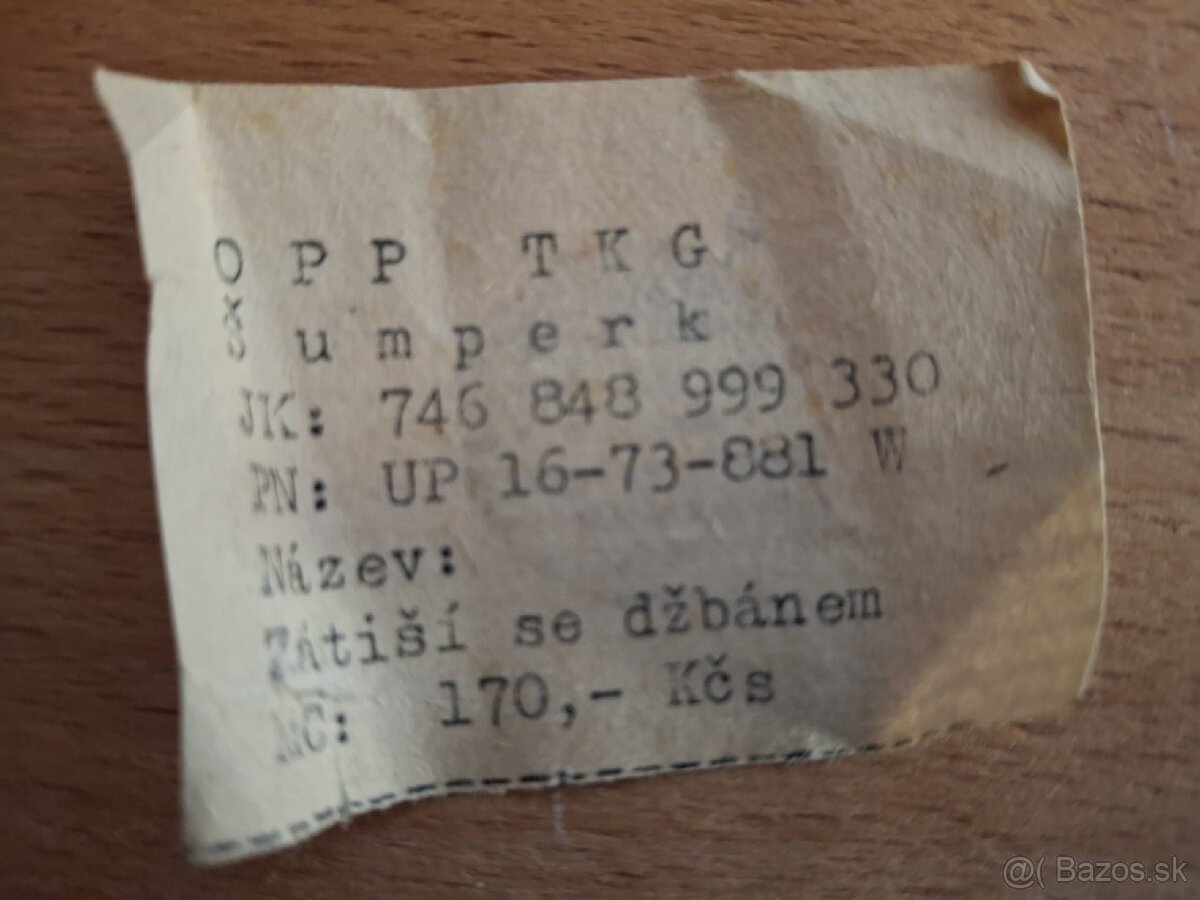 O P P  T K G
Š u m p e r k
JK: 746 848 999 330
PN: UP 16-73-881 W
Název:
Zátiší se džbánem
MC: 170,- Kčs
@( Bazos.sk